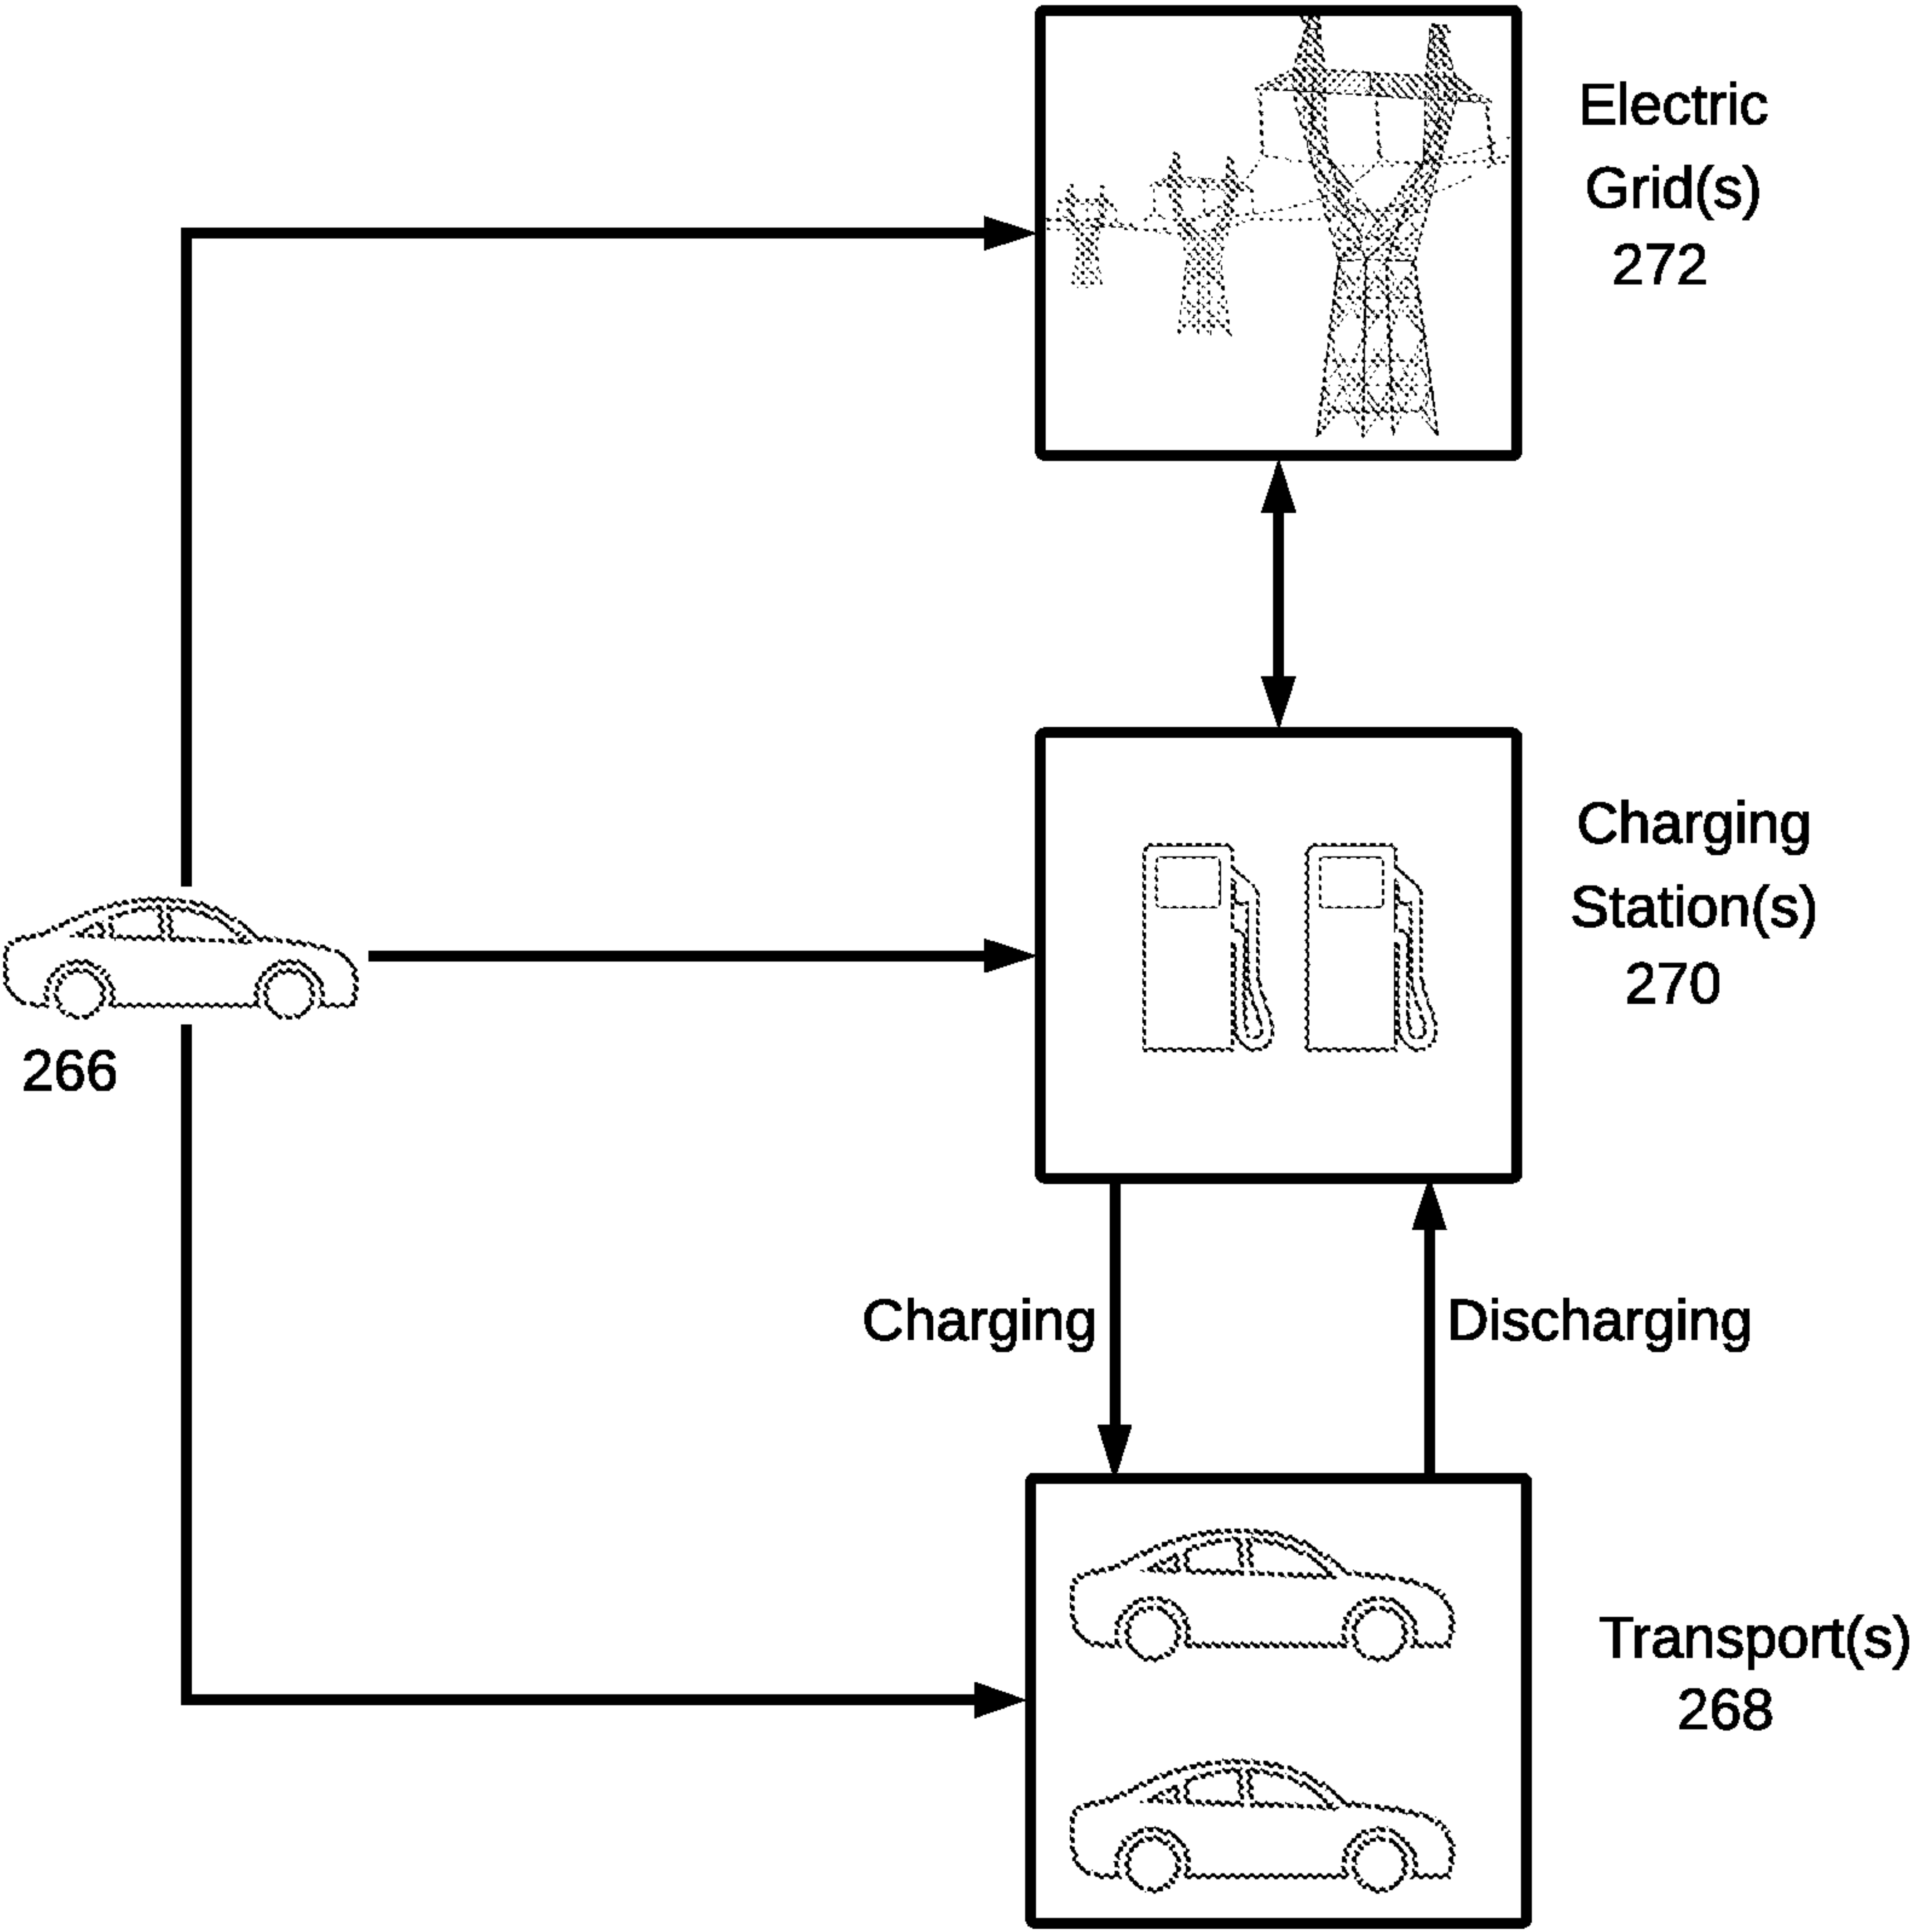 Electric
Grid(s)
272
Charging
Station(s)
270
266
Charging
Discharging
Transport(s)
268